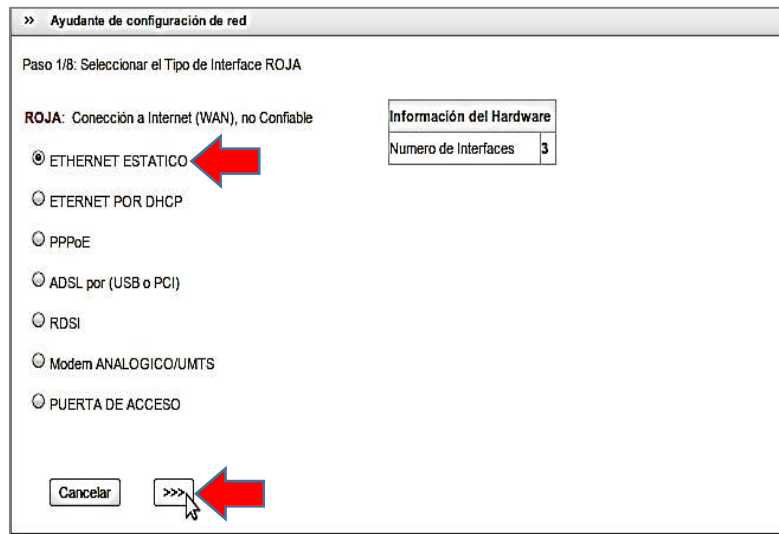 » Ayudante de configuración de red
Paso 1/8: Seleccionar el Tipo de Interface ROJA
ROJA: Conección a Internet (WAN), no Confiable
Información del Hardware
Numero de Interfaces 3
ETHERNET ESTATICO
ETERNET POR DHCP
PPPoE
ADSL por (USB o PCI)
RDSI
Modem ANALOGICO/UMTS
PUERTA DE ACCESO
Cancelar >>>